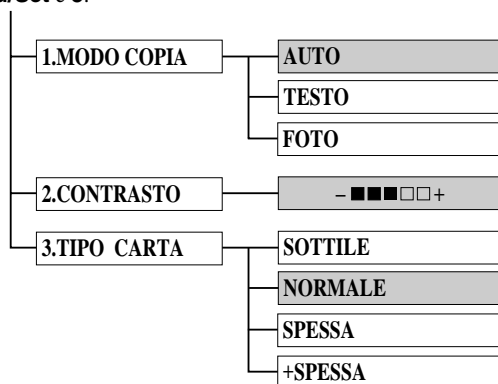 1.MODO COPIA
AUTO
TESTO
FOTO
2.CONTRASTO
– ■■■□□+
3.TIPO CARTA
SOTTILE
NORMALE
SPESSA
+SPESSA